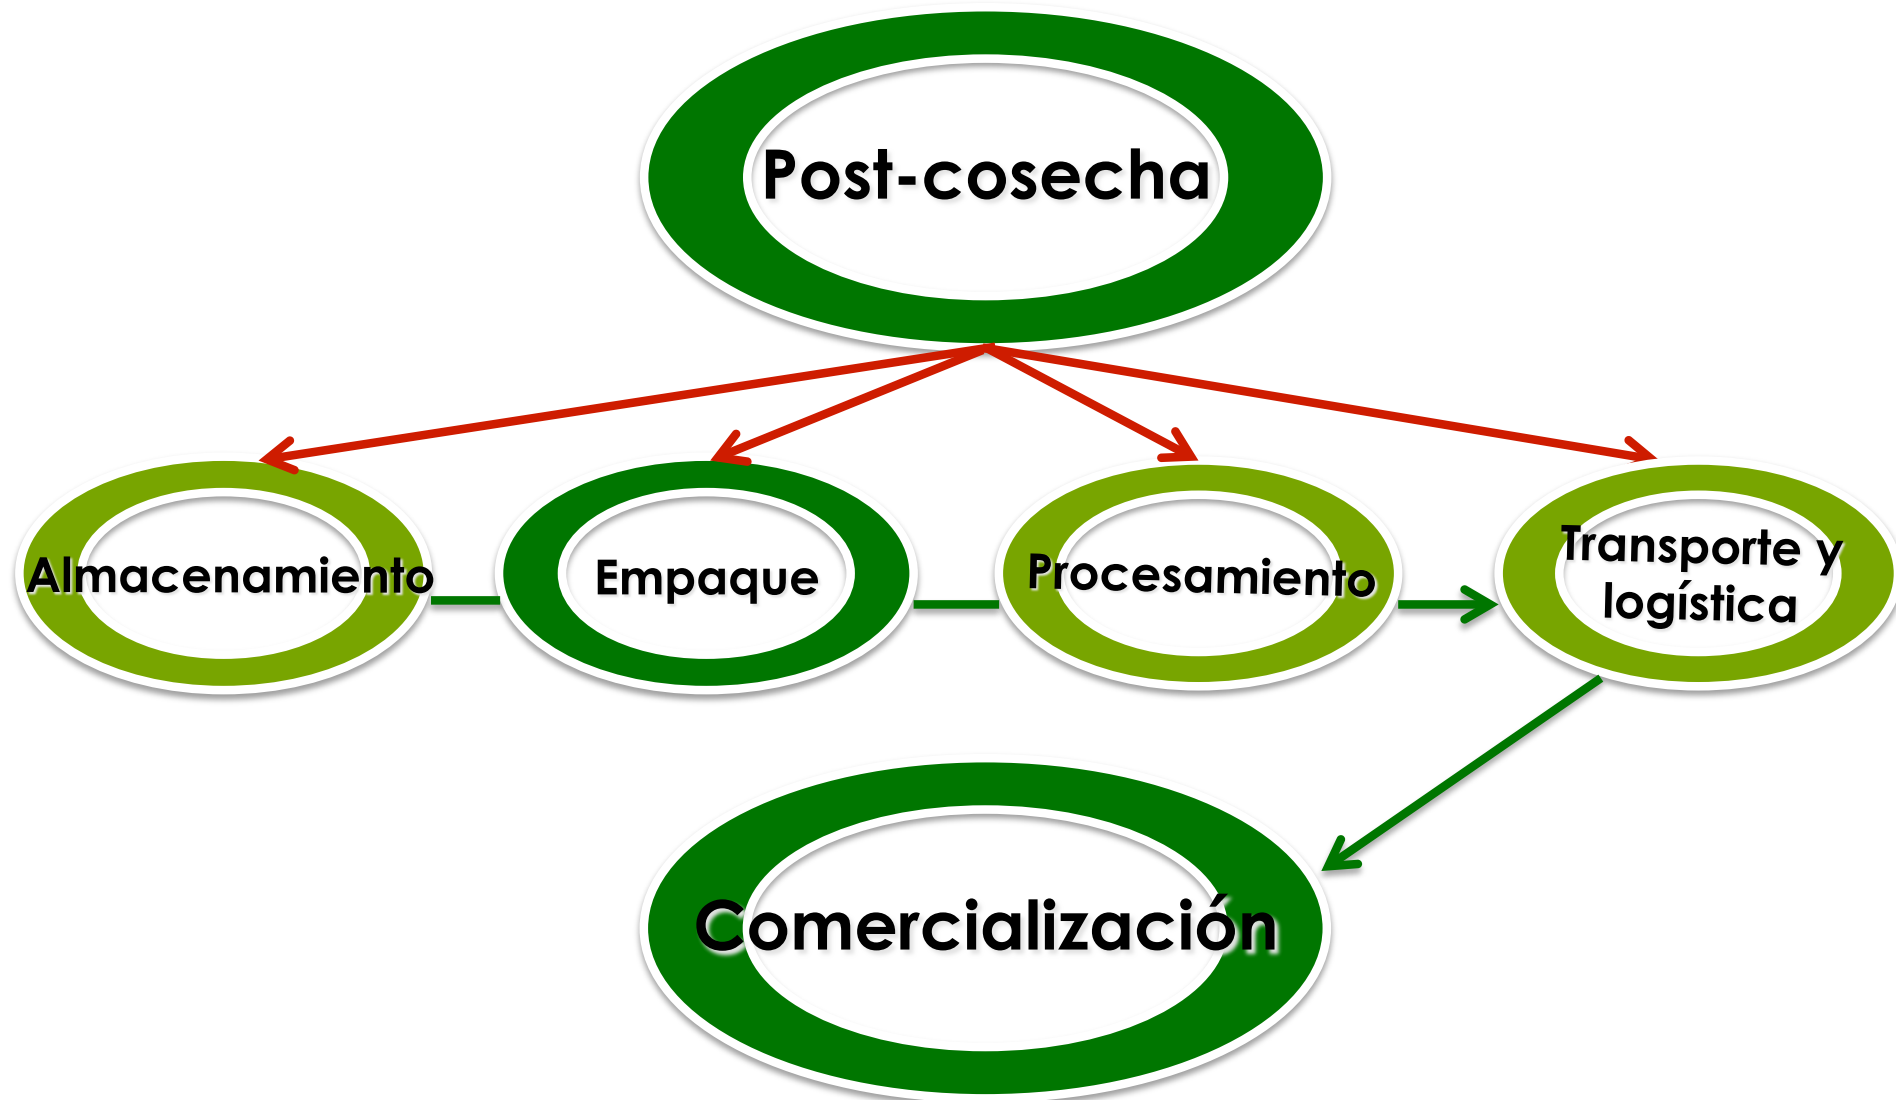 Post-cosecha
Almacenamiento
Empaque
Procesamiento
Transporte y
logística
Comercialización